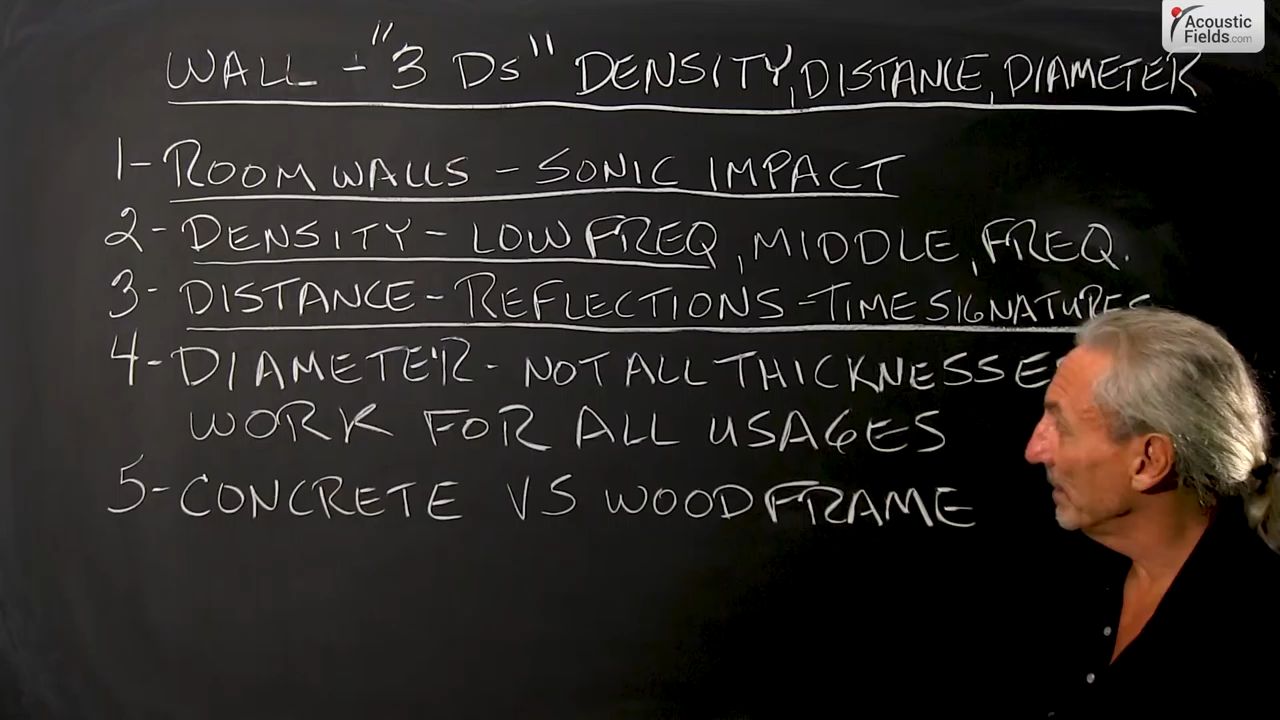 Acoustic
Fields.com
WALL - "3 Ds" DENSITY, DISTANCE, DIAMETER
1- ROOM WALLS - SONIC IMPACT
2- DENSITY - LOW FREQ, MIDDLE, FREQ.
3- DISTANCE - REFLECTIONS - TIME SIGNATURES
4- DIAMETER - NOT ALL THICKNESSES
WORK FOR ALL USAGES
5- CONCRETE VS WOOD FRAME